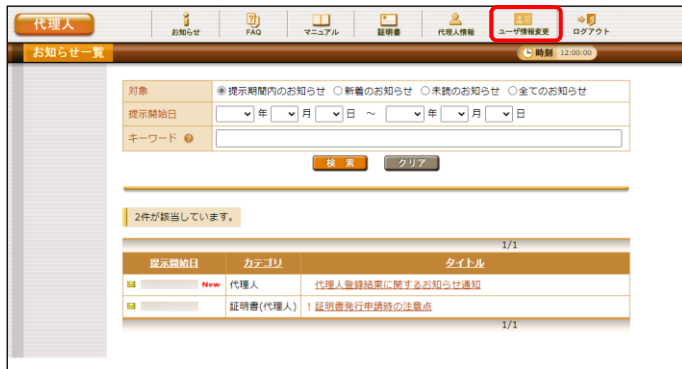 代理人
お知らせ FAQ マニュアル 証明書 代理人情報 ユーザ情報変更 ログアウト
お知らせ一覧 時刻 12:00:00
対象 提示期間内のお知らせ 新着のお知らせ 未読のお知らせ 全てのお知らせ
提示開始日 年 月 日 ～ 年 月 日
キーワード ?
検 索 クリア
2件が該当しています。
1/1
提示開始日 カテゴリ タイトル
New 代理人 代理人登録結果に関するお知らせ通知
証明書(代理人) ! 証明書発行申請時の注意点
1/1